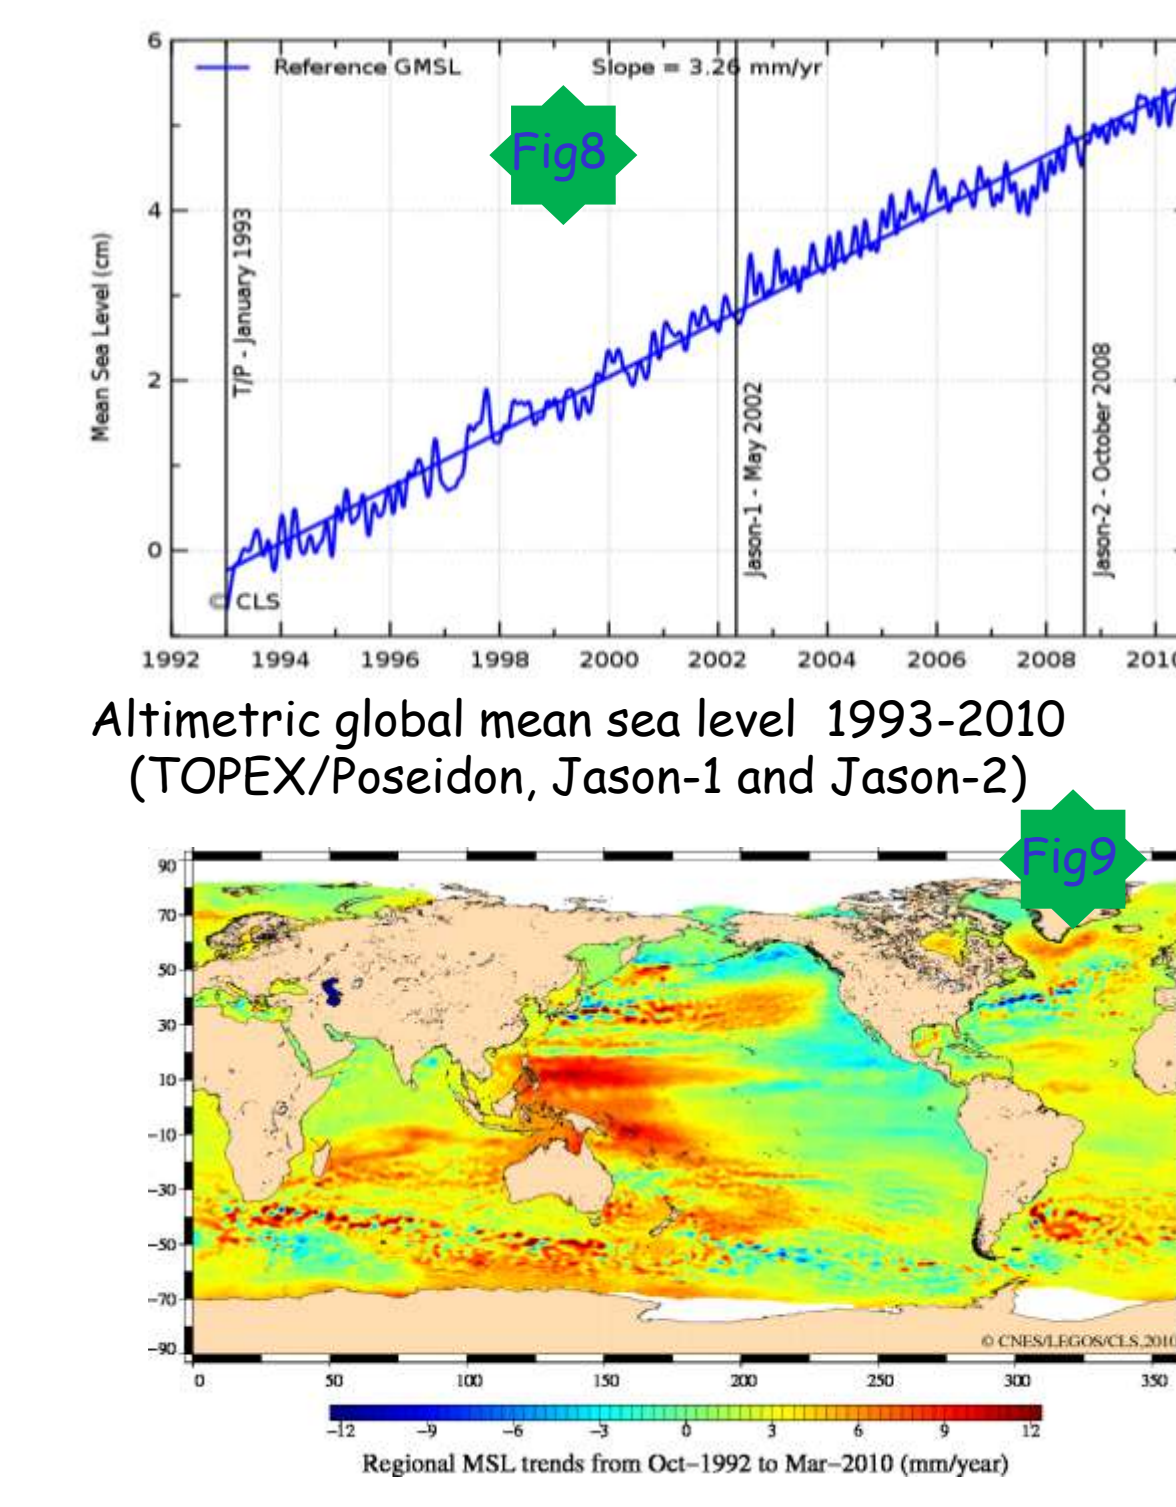 6
Reference GMSL Slope = 3.26 mm/yr
Fig8
4
T/P - January 1993
Mean Sea Level (cm)
2
Jason-1 - May 2002
Jason-2 - October 2008
0
© CLS
1992 1994 1996 1998 2000 2002 2004 2006 2008 2010
Altimetric global mean sea level 1993-2010
(TOPEX/Poseidon, Jason-1 and Jason-2)
Fig9
90
70
50
30
10
-10
-30
-50
-70
-90
© CNES/LEGOS/CLS,2010
0 50 100 150 200 250 300 350
-12 -9 -6 -3 0 3 6 9 12
Regional MSL trends from Oct-1992 to Mar-2010 (mm/year)